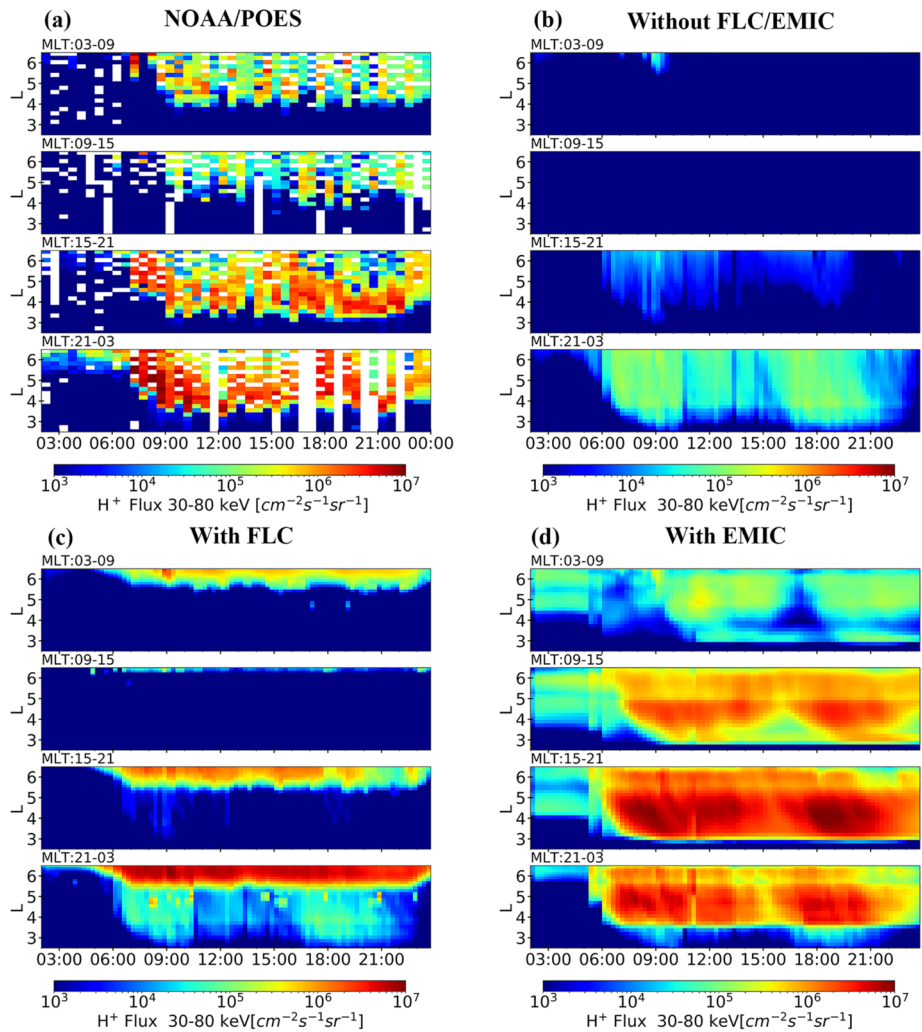 (a) NOAA/POES
MLT:03-09
6
5
4
3
L
MLT:09-15
6
5
4
3
L
MLT:15-21
6
5
4
3
L
MLT:21-03
6
5
4
3
L
03:00 06:00 09:00 12:00 15:00 18:00 21:00 00:00
10³ 10⁴ 10⁵ 10⁶ 10⁷
H⁺ Flux 30-80 keV [cm⁻²s⁻¹sr⁻¹]
(b) Without FLC/EMIC
MLT:03-09
6
5
4
3
L
MLT:09-15
6
5
4
3
L
MLT:15-21
6
5
4
3
L
MLT:21-03
6
5
4
3
L
03:00 06:00 09:00 12:00 15:00 18:00 21:00
10³ 10⁴ 10⁵ 10⁶ 10⁷
H⁺ Flux 30-80 keV[cm⁻²s⁻¹sr⁻¹]
(c) With FLC
MLT:03-09
6
5
4
3
L
MLT:09-15
6
5
4
3
L
MLT:15-21
6
5
4
3
L
MLT:21-03
6
5
4
3
L
03:00 06:00 09:00 12:00 15:00 18:00 21:00
10³ 10⁴ 10⁵ 10⁶ 10⁷
H⁺ Flux 30-80 keV[cm⁻²s⁻¹sr⁻¹]
(d) With EMIC
MLT:03-09
6
5
4
3
L
MLT:09-15
6
5
4
3
L
MLT:15-21
6
5
4
3
L
MLT:21-03
6
5
4
3
L
03:00 06:00 09:00 12:00 15:00 18:00 21:00
10³ 10⁴ 10⁵ 10⁶ 10⁷
H⁺ Flux 30-80 keV[cm⁻²s⁻¹sr⁻¹]